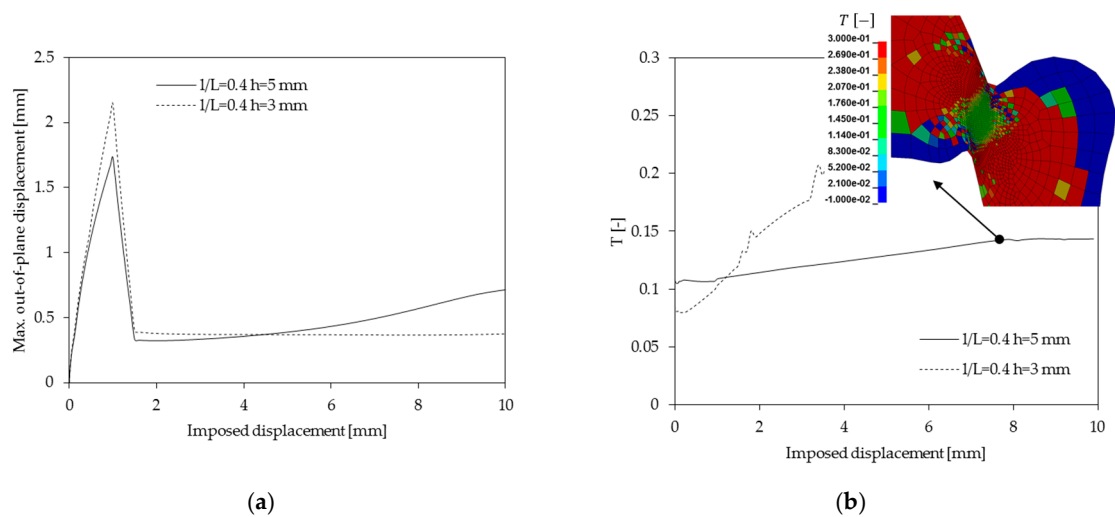 2.5
2
1.5
1
0.5
0
0
2
4
6
8
10
Max. out-of-plane displacement [mm]
Imposed displacement [mm]
1/L=0.4 h=5 mm
1/L=0.4 h=3 mm
(a)
T [−]
3.000e-01
2.690e-01
2.380e-01
2.070e-01
1.760e-01
1.450e-01
1.140e-01
8.300e-02
5.200e-02
2.100e-02
-1.000e-02
0.3
0.25
0.2
0.15
0.1
0.05
0
0
2
4
6
8
10
T [-]
Imposed displacement [mm]
1/L=0.4 h=5 mm
1/L=0.4 h=3 mm
(b)